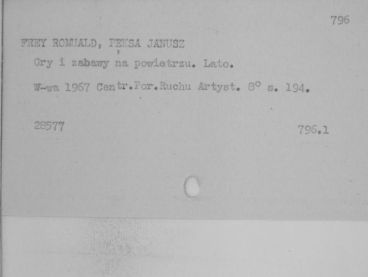 796
FREY ROMUALD, PEŃSA JANUSZ
Gry i zabawy na powietrzu. Lato.
W-wa 1967 Centr.Por.Ruchu Artyst. 8° s. 194.
28577 796.1